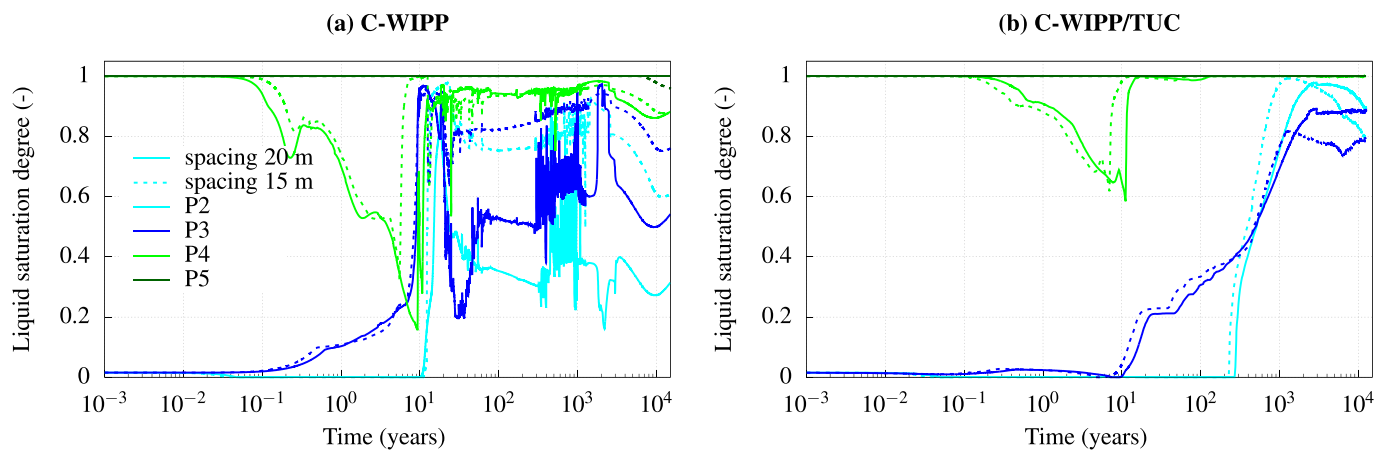 (a) C-WIPP
Liquid saturation degree (-)
1
0.8
0.6
0.4
0.2
0
spacing 20 m
spacing 15 m
P2
P3
P4
P5
10⁻³ 10⁻² 10⁻¹ 10⁰ 10¹ 10² 10³ 10⁴
Time (years)
(b) C-WIPP/TUC
Liquid saturation degree (-)
1
0.8
0.6
0.4
0.2
0
10⁻³ 10⁻² 10⁻¹ 10⁰ 10¹ 10² 10³ 10⁴
Time (years)